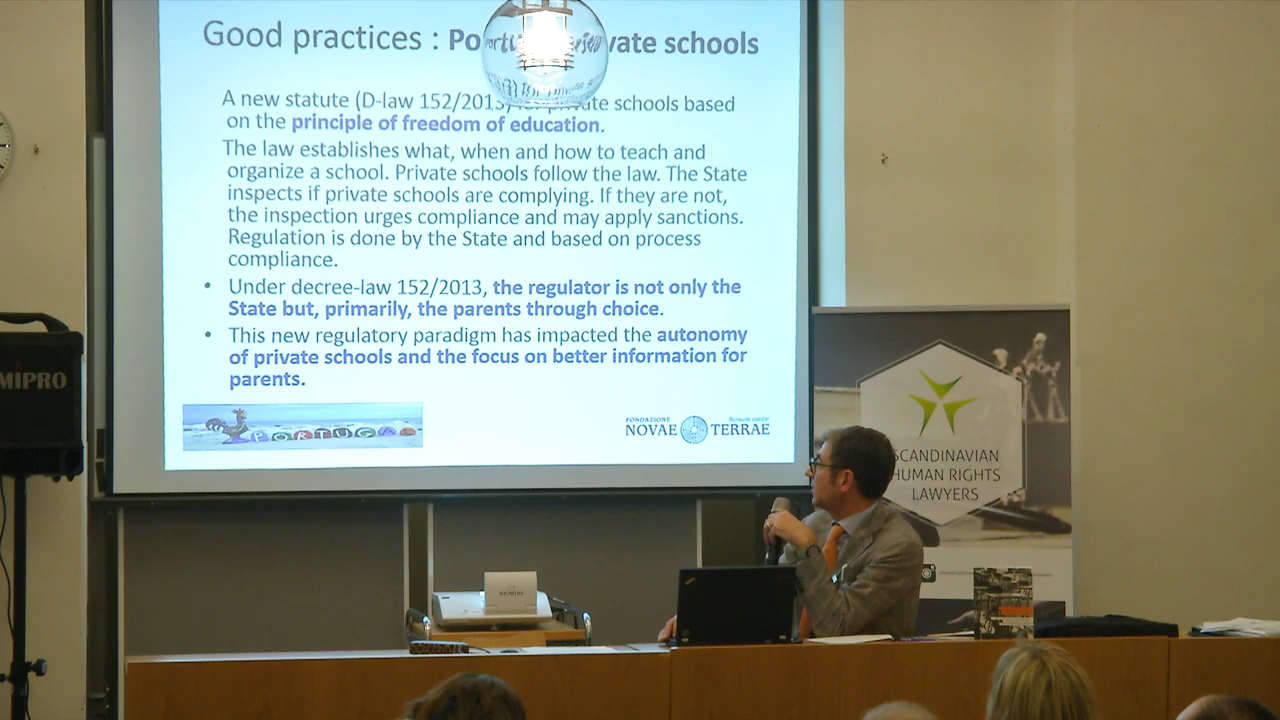 Good practices : Po vate schools
A new statute (D-law 152/2013) for private schools based
on the principle of freedom of education.
The law establishes what, when and how to teach and
organize a school. Private schools follow the law. The State
inspects if private schools are complying. If they are not,
the inspection urges compliance and may apply sanctions.
Regulation is done by the State and based on process
compliance.
• Under decree-law 152/2013, the regulator is not only the
State but, primarily, the parents through choice.
• This new regulatory paradigm has impacted the autonomy
of private schools and the focus on better information for
parents.
PORTUGAL
FONDAZIONE
NOVAE TERRAE
MIPRO
SCANDINAVIAN
HUMAN RIGHTS
LAWYERS